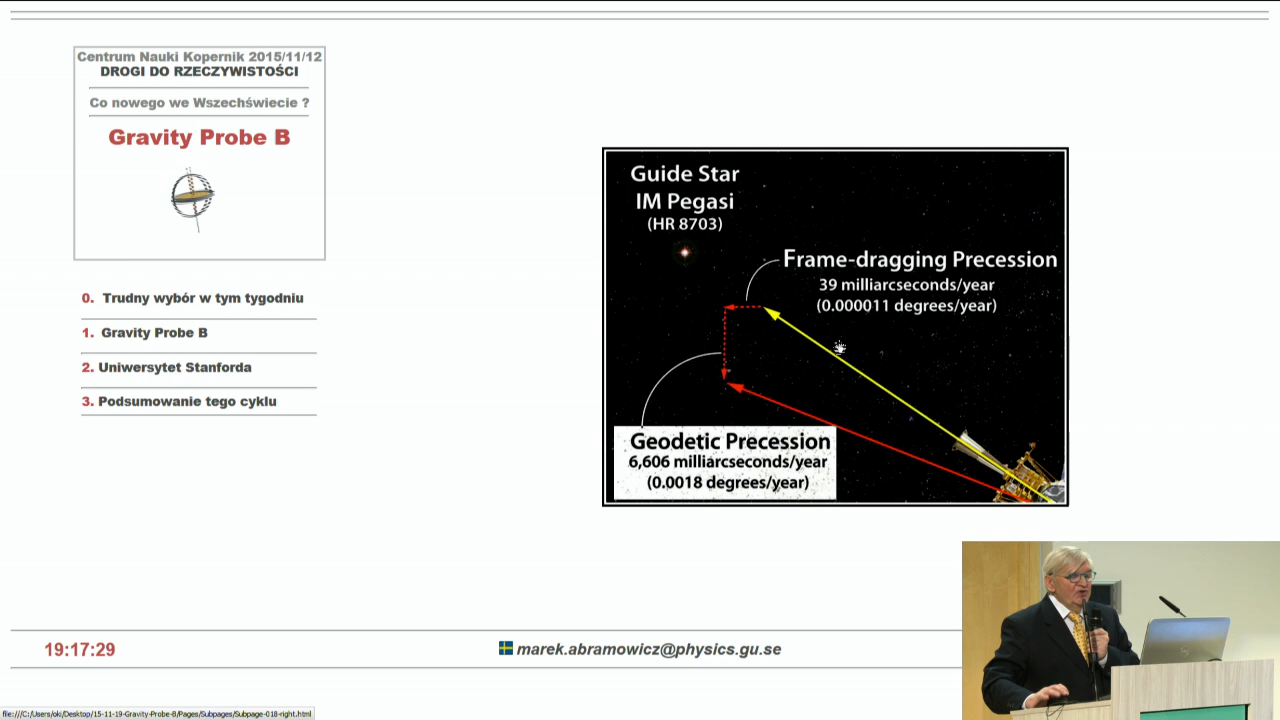 Centrum Nauki Kopernik 2015/11/12
DROGI DO RZECZYWISTOŚCI
Co nowego we Wszechświecie ?
Gravity Probe B
0. Trudny wybór w tym tygodniu
1. Gravity Probe B
2. Uniwersytet Stanforda
3. Podsumowanie tego cyklu
Guide Star
IM Pegasi
(HR 8703)
Frame-dragging Precession
39 milliarcseconds/year
(0.000011 degrees/year)
Geodetic Precession
6,606 milliarcseconds/year
(0.0018 degrees/year)
19:17:29
marek.abramowicz@physics.gu.se
file:///C:/Users/oki/Desktop/15-11-19-Gravity-Probe-B/Pages/Subpages/Subpage-018-right.html